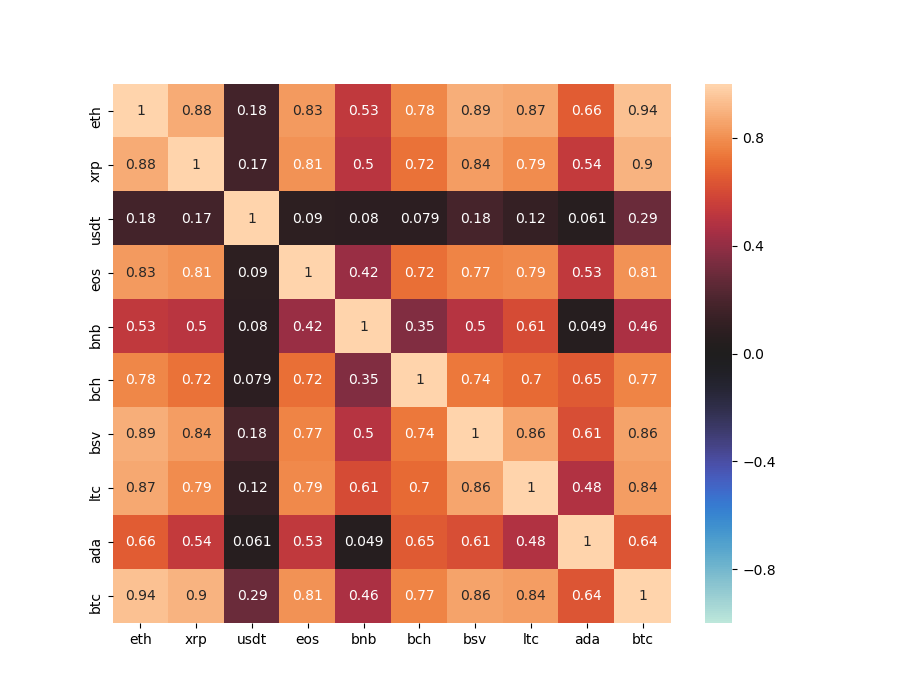 eth 1 0.88 0.18 0.83 0.53 0.78 0.89 0.87 0.66 0.94
xrp 0.88 1 0.17 0.81 0.5 0.72 0.84 0.79 0.54 0.9
usdt 0.18 0.17 1 0.09 0.08 0.079 0.18 0.12 0.061 0.29
eos 0.83 0.81 0.09 1 0.42 0.72 0.77 0.79 0.53 0.81
bnb 0.53 0.5 0.08 0.42 1 0.35 0.5 0.61 0.049 0.46
bch 0.78 0.72 0.079 0.72 0.35 1 0.74 0.7 0.65 0.77
bsv 0.89 0.84 0.18 0.77 0.5 0.74 1 0.86 0.61 0.86
ltc 0.87 0.79 0.12 0.79 0.61 0.7 0.86 1 0.48 0.84
ada 0.66 0.54 0.061 0.53 0.049 0.65 0.61 0.48 1 0.64
btc 0.94 0.9 0.29 0.81 0.46 0.77 0.86 0.84 0.64 1
eth xrp usdt eos bnb bch bsv ltc ada btc
0.8
0.4
0.0
−0.4
−0.8